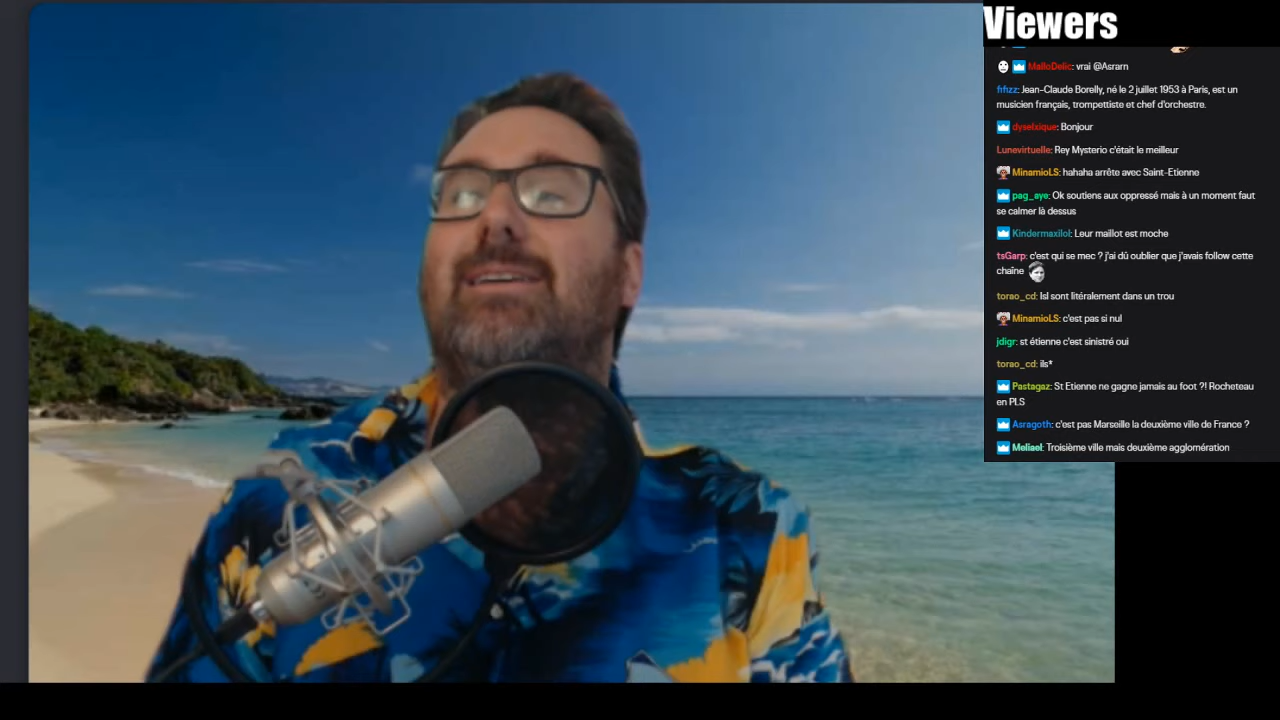 Viewers
MalloDelic: vrai @Asrarn
frfrzz: Jean-Claude Borelly, né le 2 juillet 1953 à Paris, est un
musicien français, trompettiste et chef d'orchestre.
dyselxique: Bonjour
Lunevirtuelle: Rey Mysterio c'était le meilleur
MinamioLS: hahaha arrête avec Saint-Etienne
pag_aye: Ok soutiens aux oppressé mais à un moment faut
se calmer là dessus
Kindermaxilol: Leur maillot est moche
tsGarp: c'est qui se mec ? j'ai dû oublier que j'avais follow cette
chaîne
torao_cd: Isl sont litéralement dans un trou
MinamioLS: c'est pas si nul
jdigr: st étienne c'est sinistré oui
torao_cd: ils*
Pastagaz: St Etienne ne gagne jamais au foot ?! Rocheteau
en PLS
Asragoth: c'est pas Marseille la deuxième ville de France ?
Meliael: Troisième ville mais deuxième agglomération